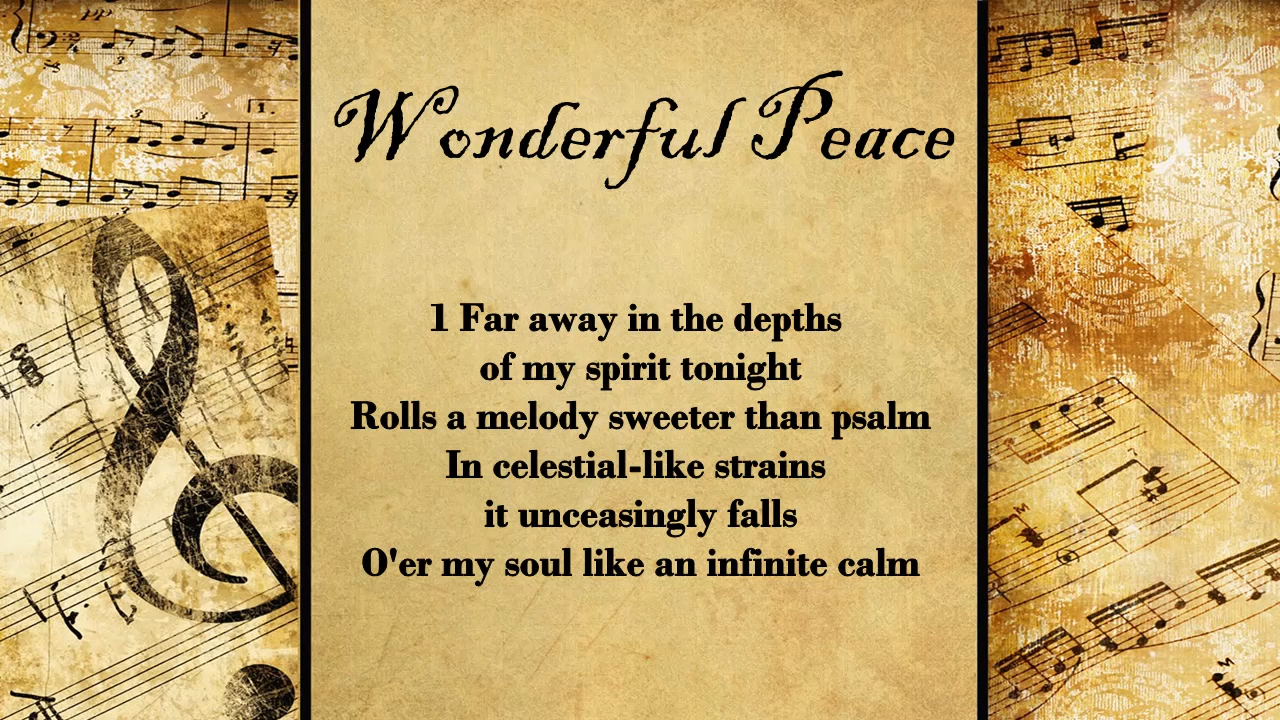 Wonderful Peace
1 Far away in the depths
of my spirit tonight
Rolls a melody sweeter than psalm
In celestial-like strains
it unceasingly falls
O'er my soul like an infinite calm